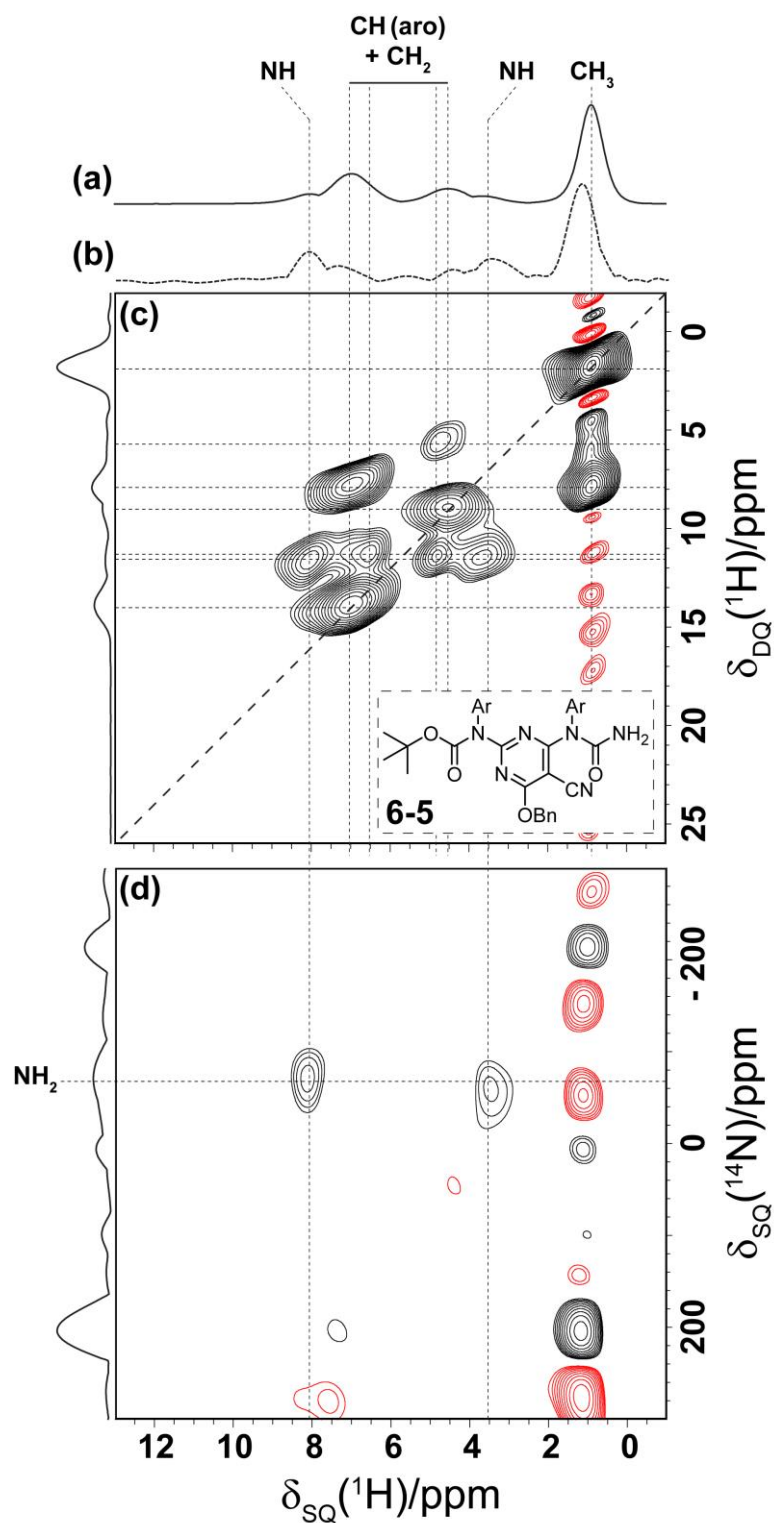 CH (aro)
+ CH2
NH
NH
CH3
(a)
(b)
(c)
0
5
10
15
20
25
δDQ(1H)/ppm
Ar
Ar
O
N
N
N
NH2
O
N
O
CN
OBn
6-5
(d)
- 200
0
200
NH2
δSQ(14N)/ppm
12 10 8 6 4 2 0
δSQ(1H)/ppm